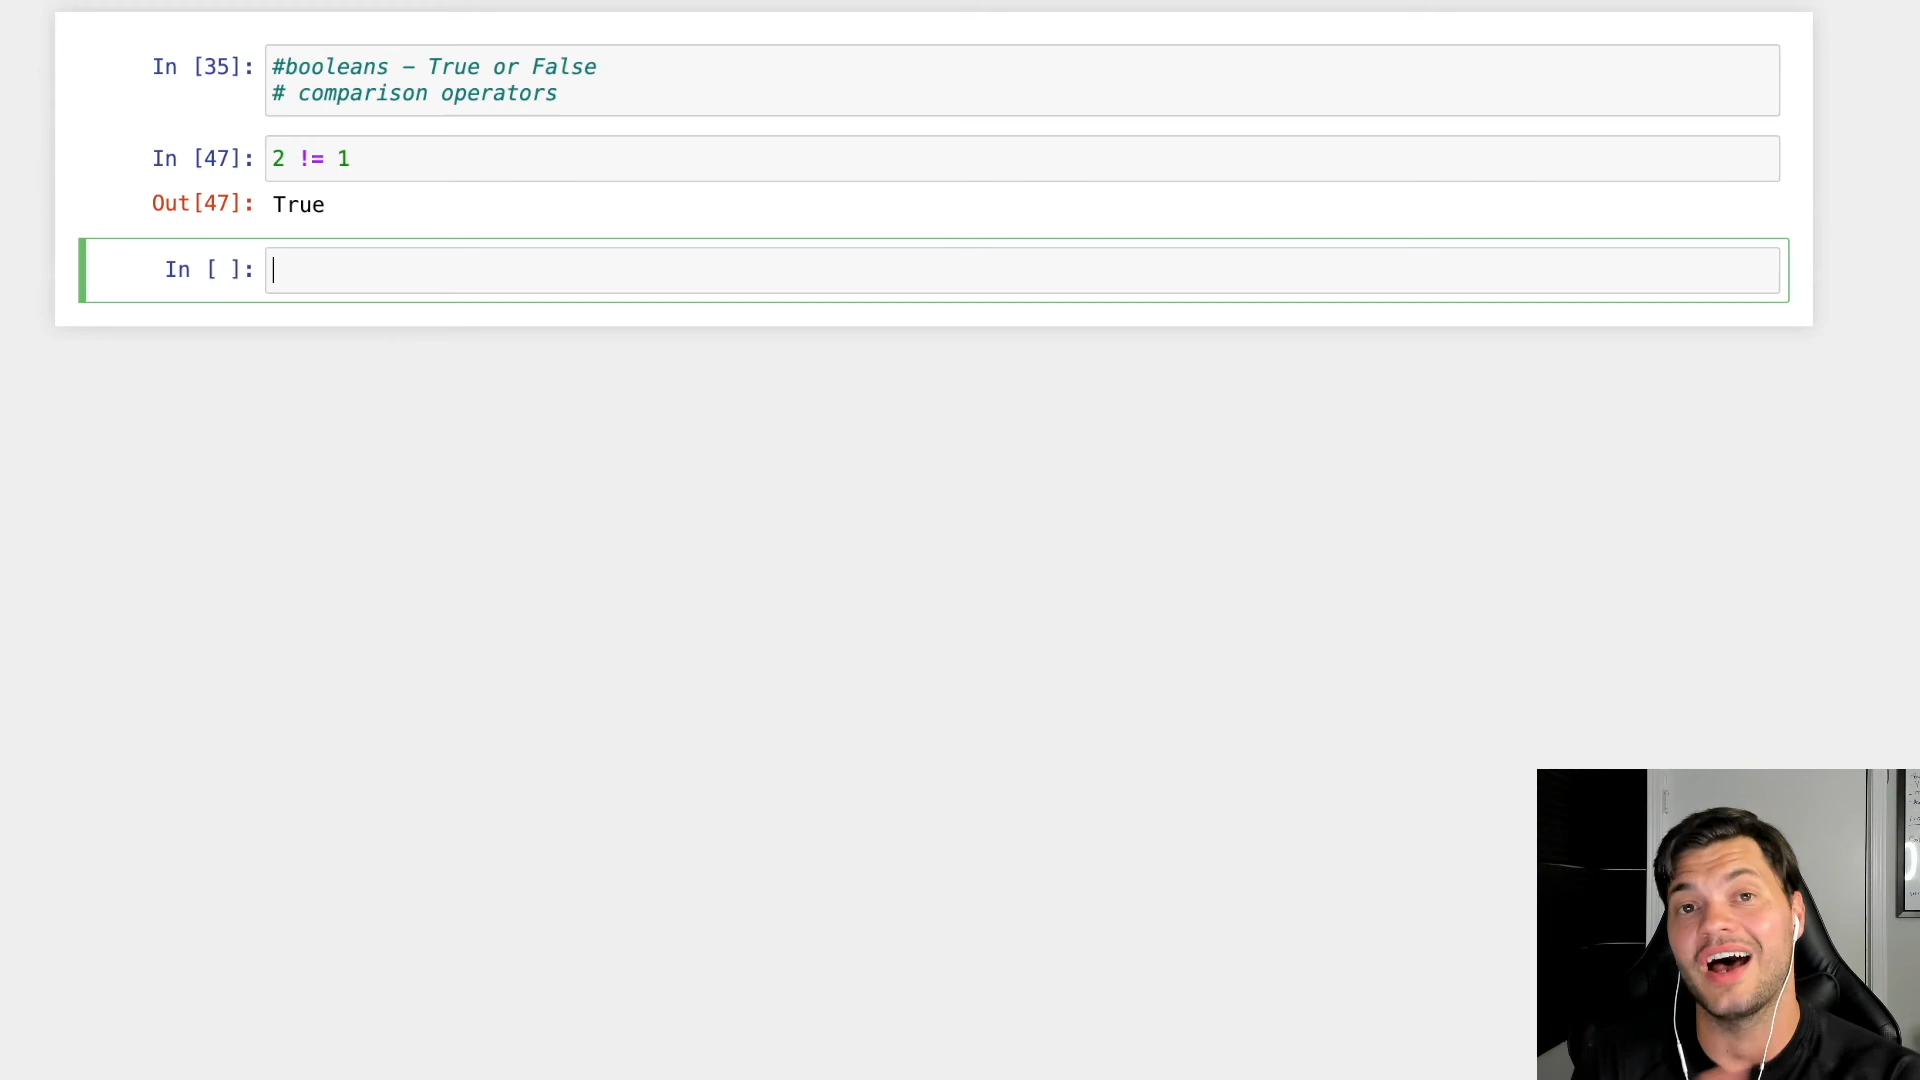 In [35]: #booleans – True or False
# comparison operators
In [47]: 2 != 1
Out[47]: True
In [ ]: